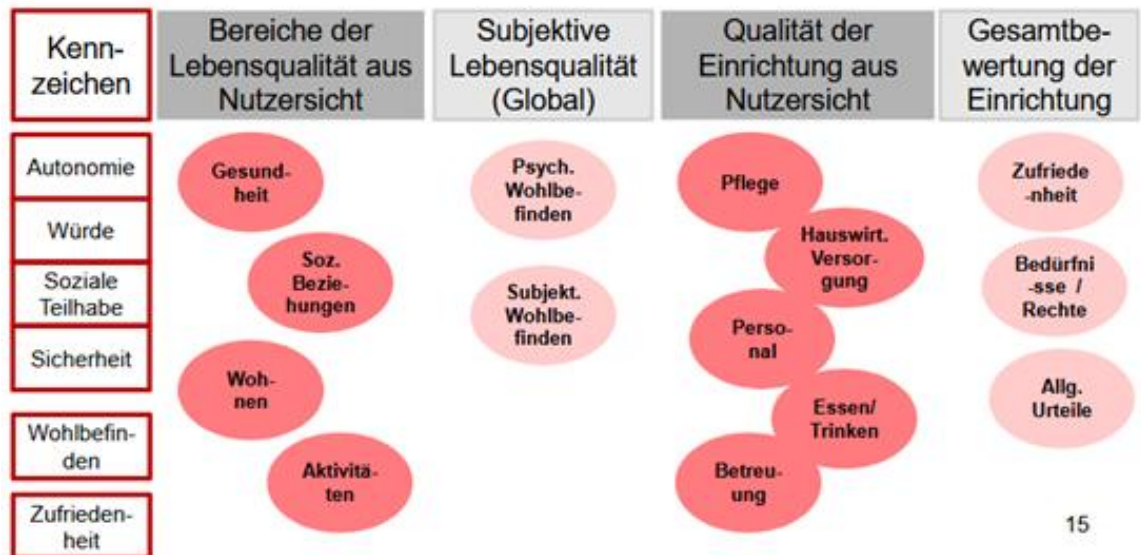 Kenn-
zeichen
Bereiche der
Lebensqualität aus
Nutzersicht
Subjektive
Lebensqualität
(Global)
Qualität der
Einrichtung aus
Nutzersicht
Gesamtbe-
wertung der
Einrichtung
Autonomie
Würde
Soziale
Teilhabe
Sicherheit
Wohlbefin-
den
Zufrieden-
heit
Gesund-
heit
Soz.
Bezie-
hungen
Woh-
nen
Aktivitä-
ten
Psych.
Wohlbe-
finden
Subjekt.
Wohlbe-
finden
Pflege
Hauswirt.
Versor-
gung
Perso-
nal
Essen/
Trinken
Betreu-
ung
Zufriede
-nheit
Bedürfni
-sse /
Rechte
Allg.
Urteile
15